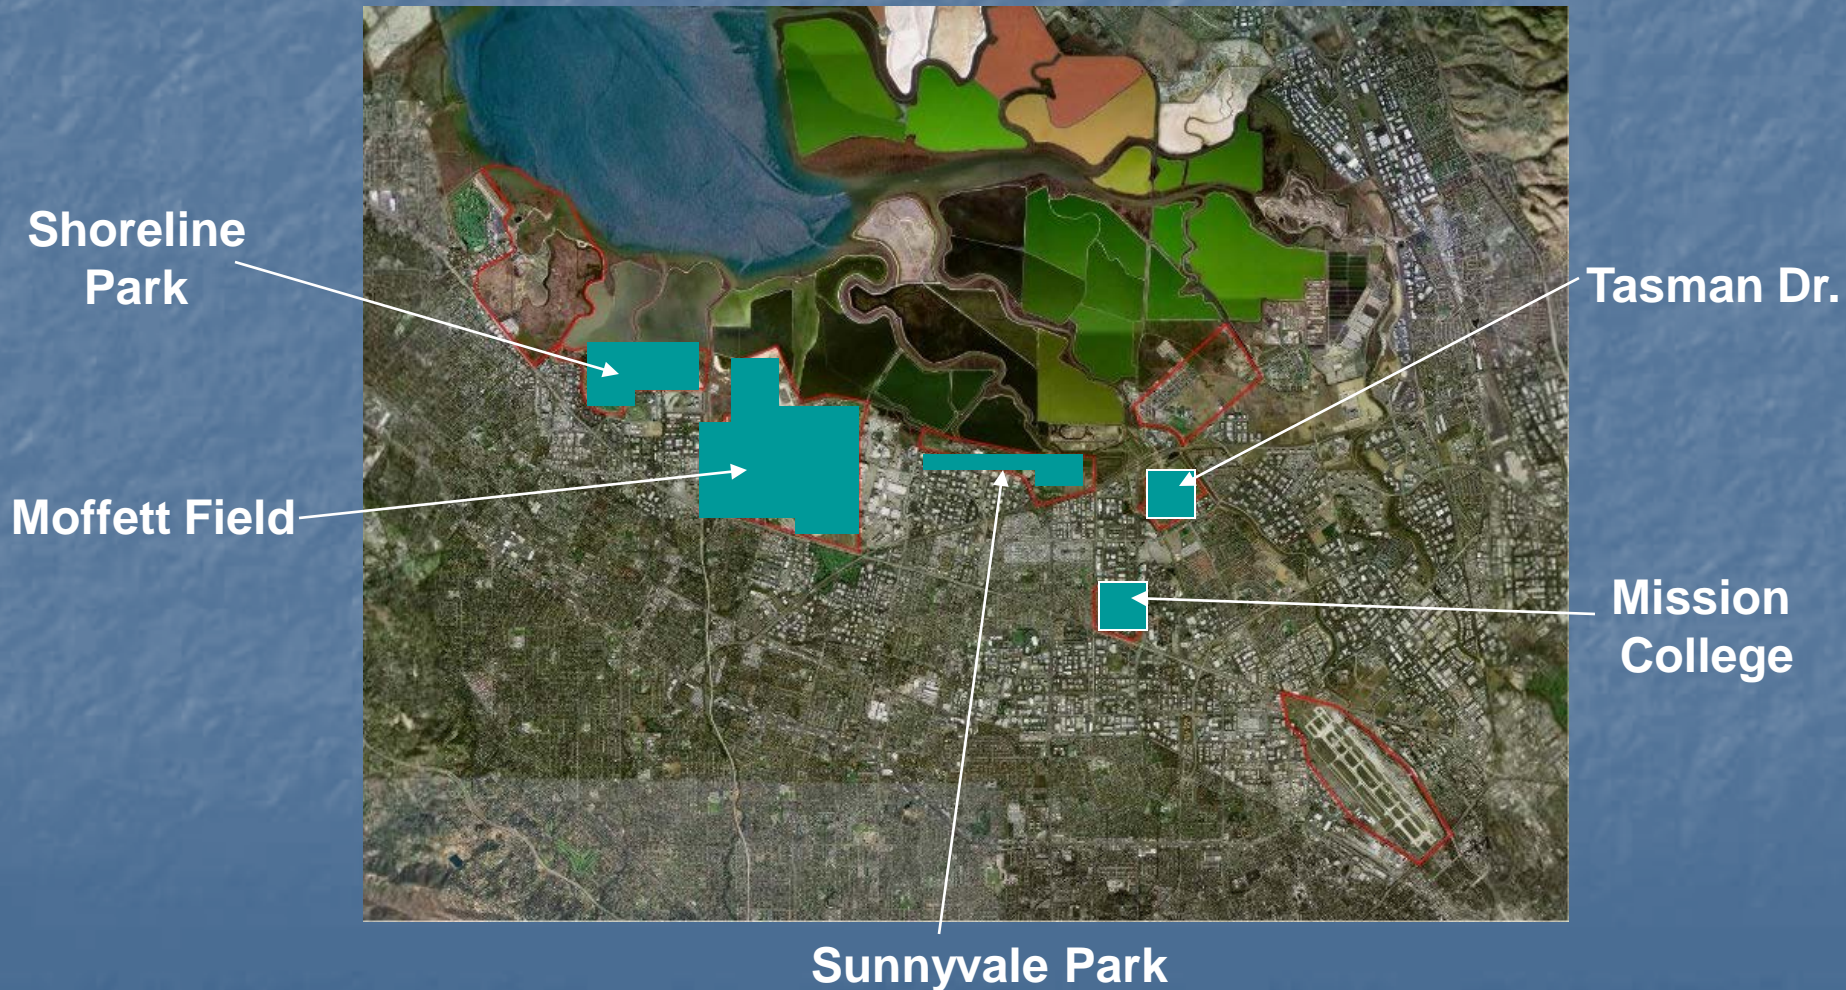 Shoreline
Park
Tasman Dr.
Moffett Field
Mission
College
Sunnyvale Park